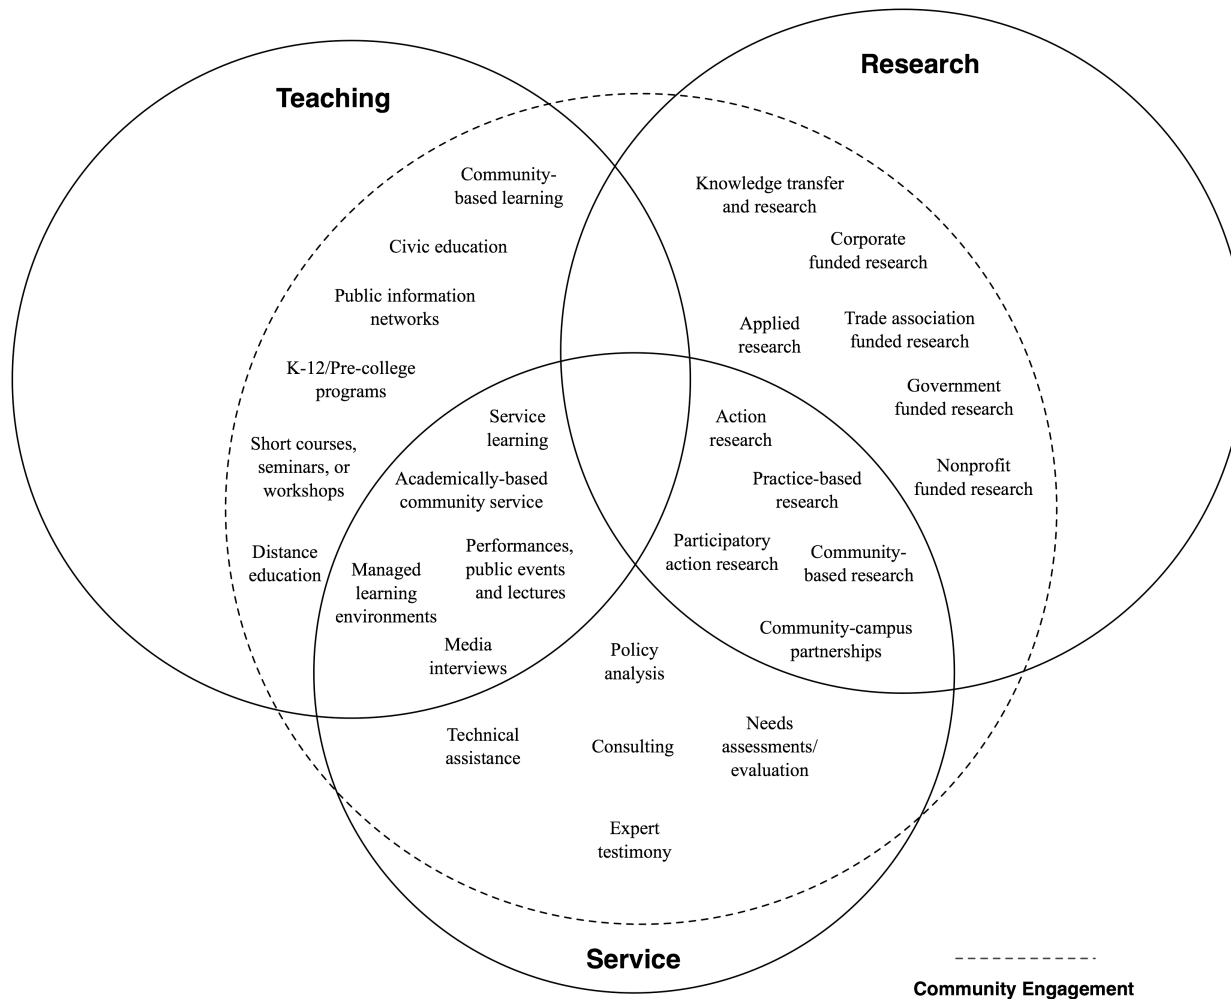 Research
Teaching
Community-
based learning
Knowledge transfer
and research
Civic education
Corporate
funded research
Public information
networks
Applied
research
Trade association
funded research
K-12/Pre-college
programs
Government
funded research
Service
learning
Action
research
Short courses,
seminars, or
workshops
Academically-based
community service
Practice-based
research
Nonprofit
funded research
Distance
education
Managed
learning
environments
Performances,
public events
and lectures
Participatory
action research
Community-
based research
Media
interviews
Policy
analysis
Community-campus
partnerships
Technical
assistance
Consulting
Needs
assessments/
evaluation
Expert
testimony
Service
Community Engagement